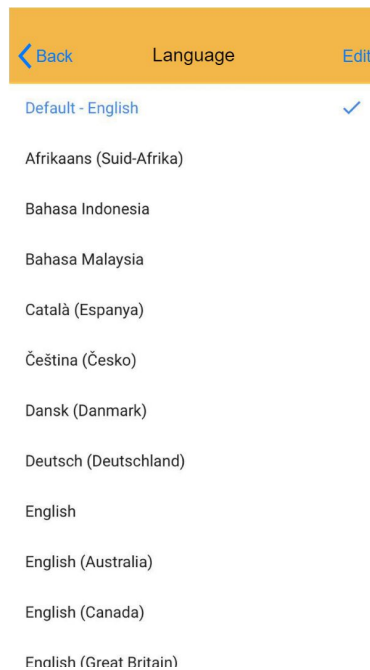 Back Language Edit
Default - English
Afrikaans (Suid-Afrika)
Bahasa Indonesia
Bahasa Malaysia
Català (Espanya)
Čeština (Česko)
Dansk (Danmark)
Deutsch (Deutschland)
English
English (Australia)
English (Canada)
English (Great Britain)